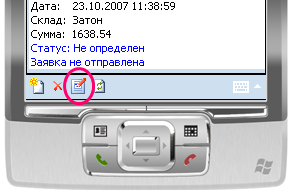 Дата: 23.10.2007 11:38:59
Склад: Затон
Сумма: 1638.54
Статус: Не определен
Заявка не отправлена